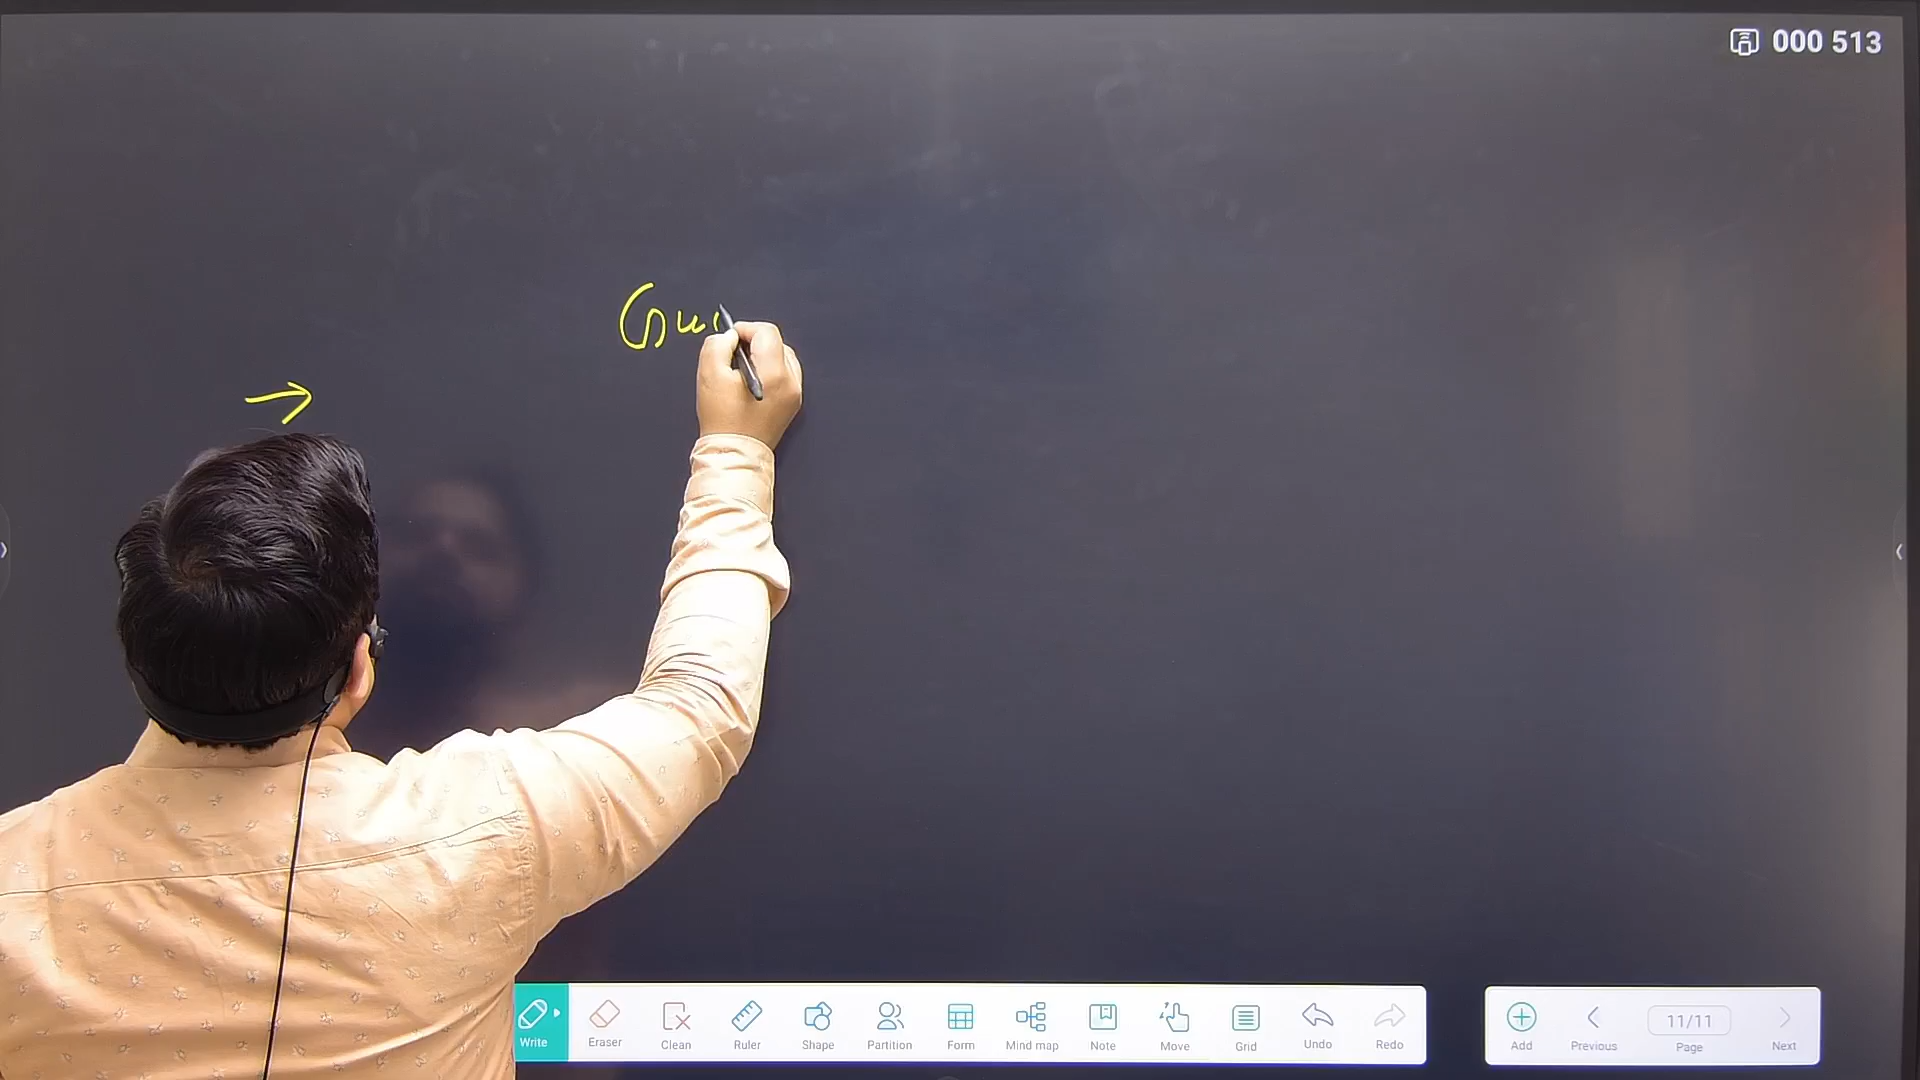 000 513
→
Gui
Write
Eraser
Clean
Ruler
Shape
Partition
Form
Mind map
Note
Move
Grid
Undo
Redo
Add
Previous
11/11
Page
Next